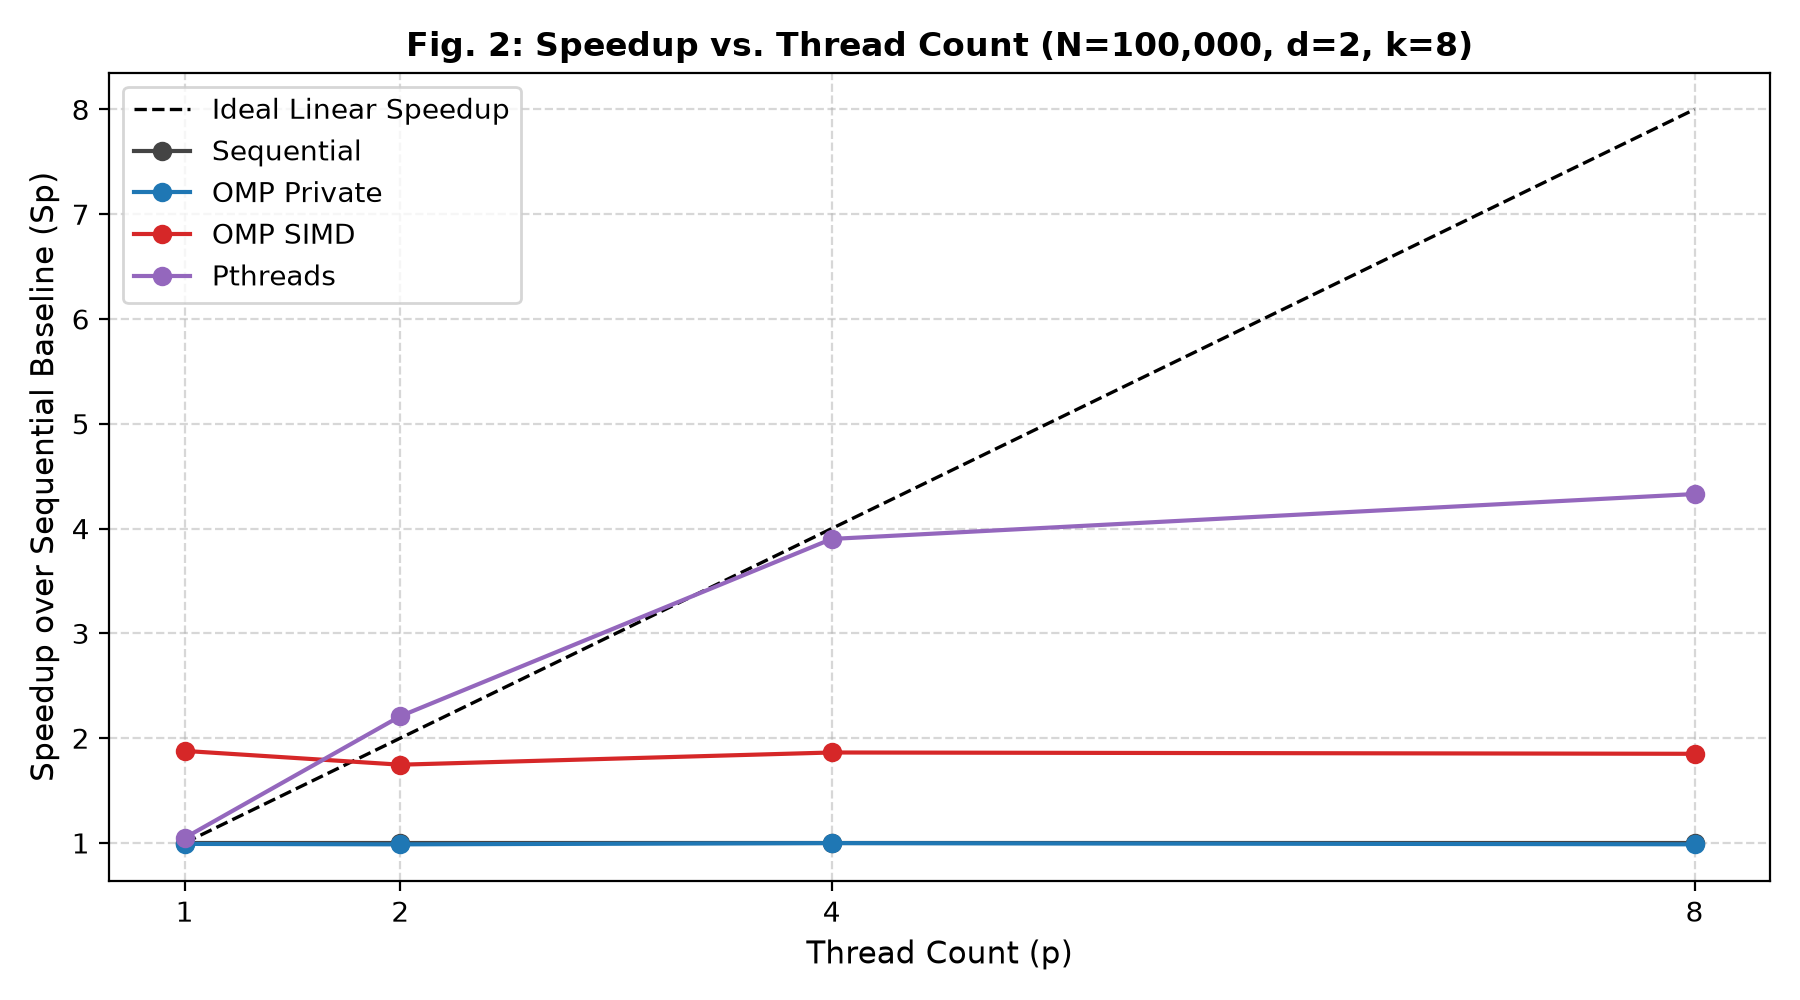 Fig. 2: Speedup vs. Thread Count (N=100,000, d=2, k=8)
Ideal Linear Speedup
Sequential
OMP Private
OMP SIMD
Pthreads
Speedup over Sequential Baseline (Sp)
8
7
6
5
4
3
2
1
1 2 4 8
Thread Count (p)